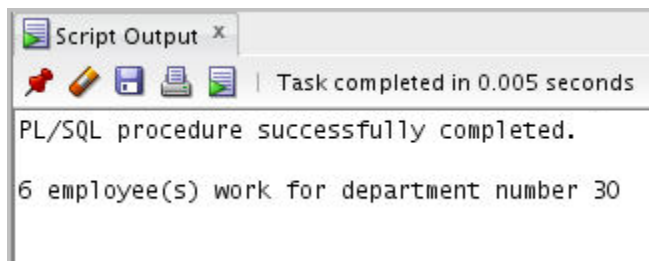 Script Output x
Task completed in 0.005 seconds
PL/SQL procedure successfully completed.
6 employee(s) work for department number 30